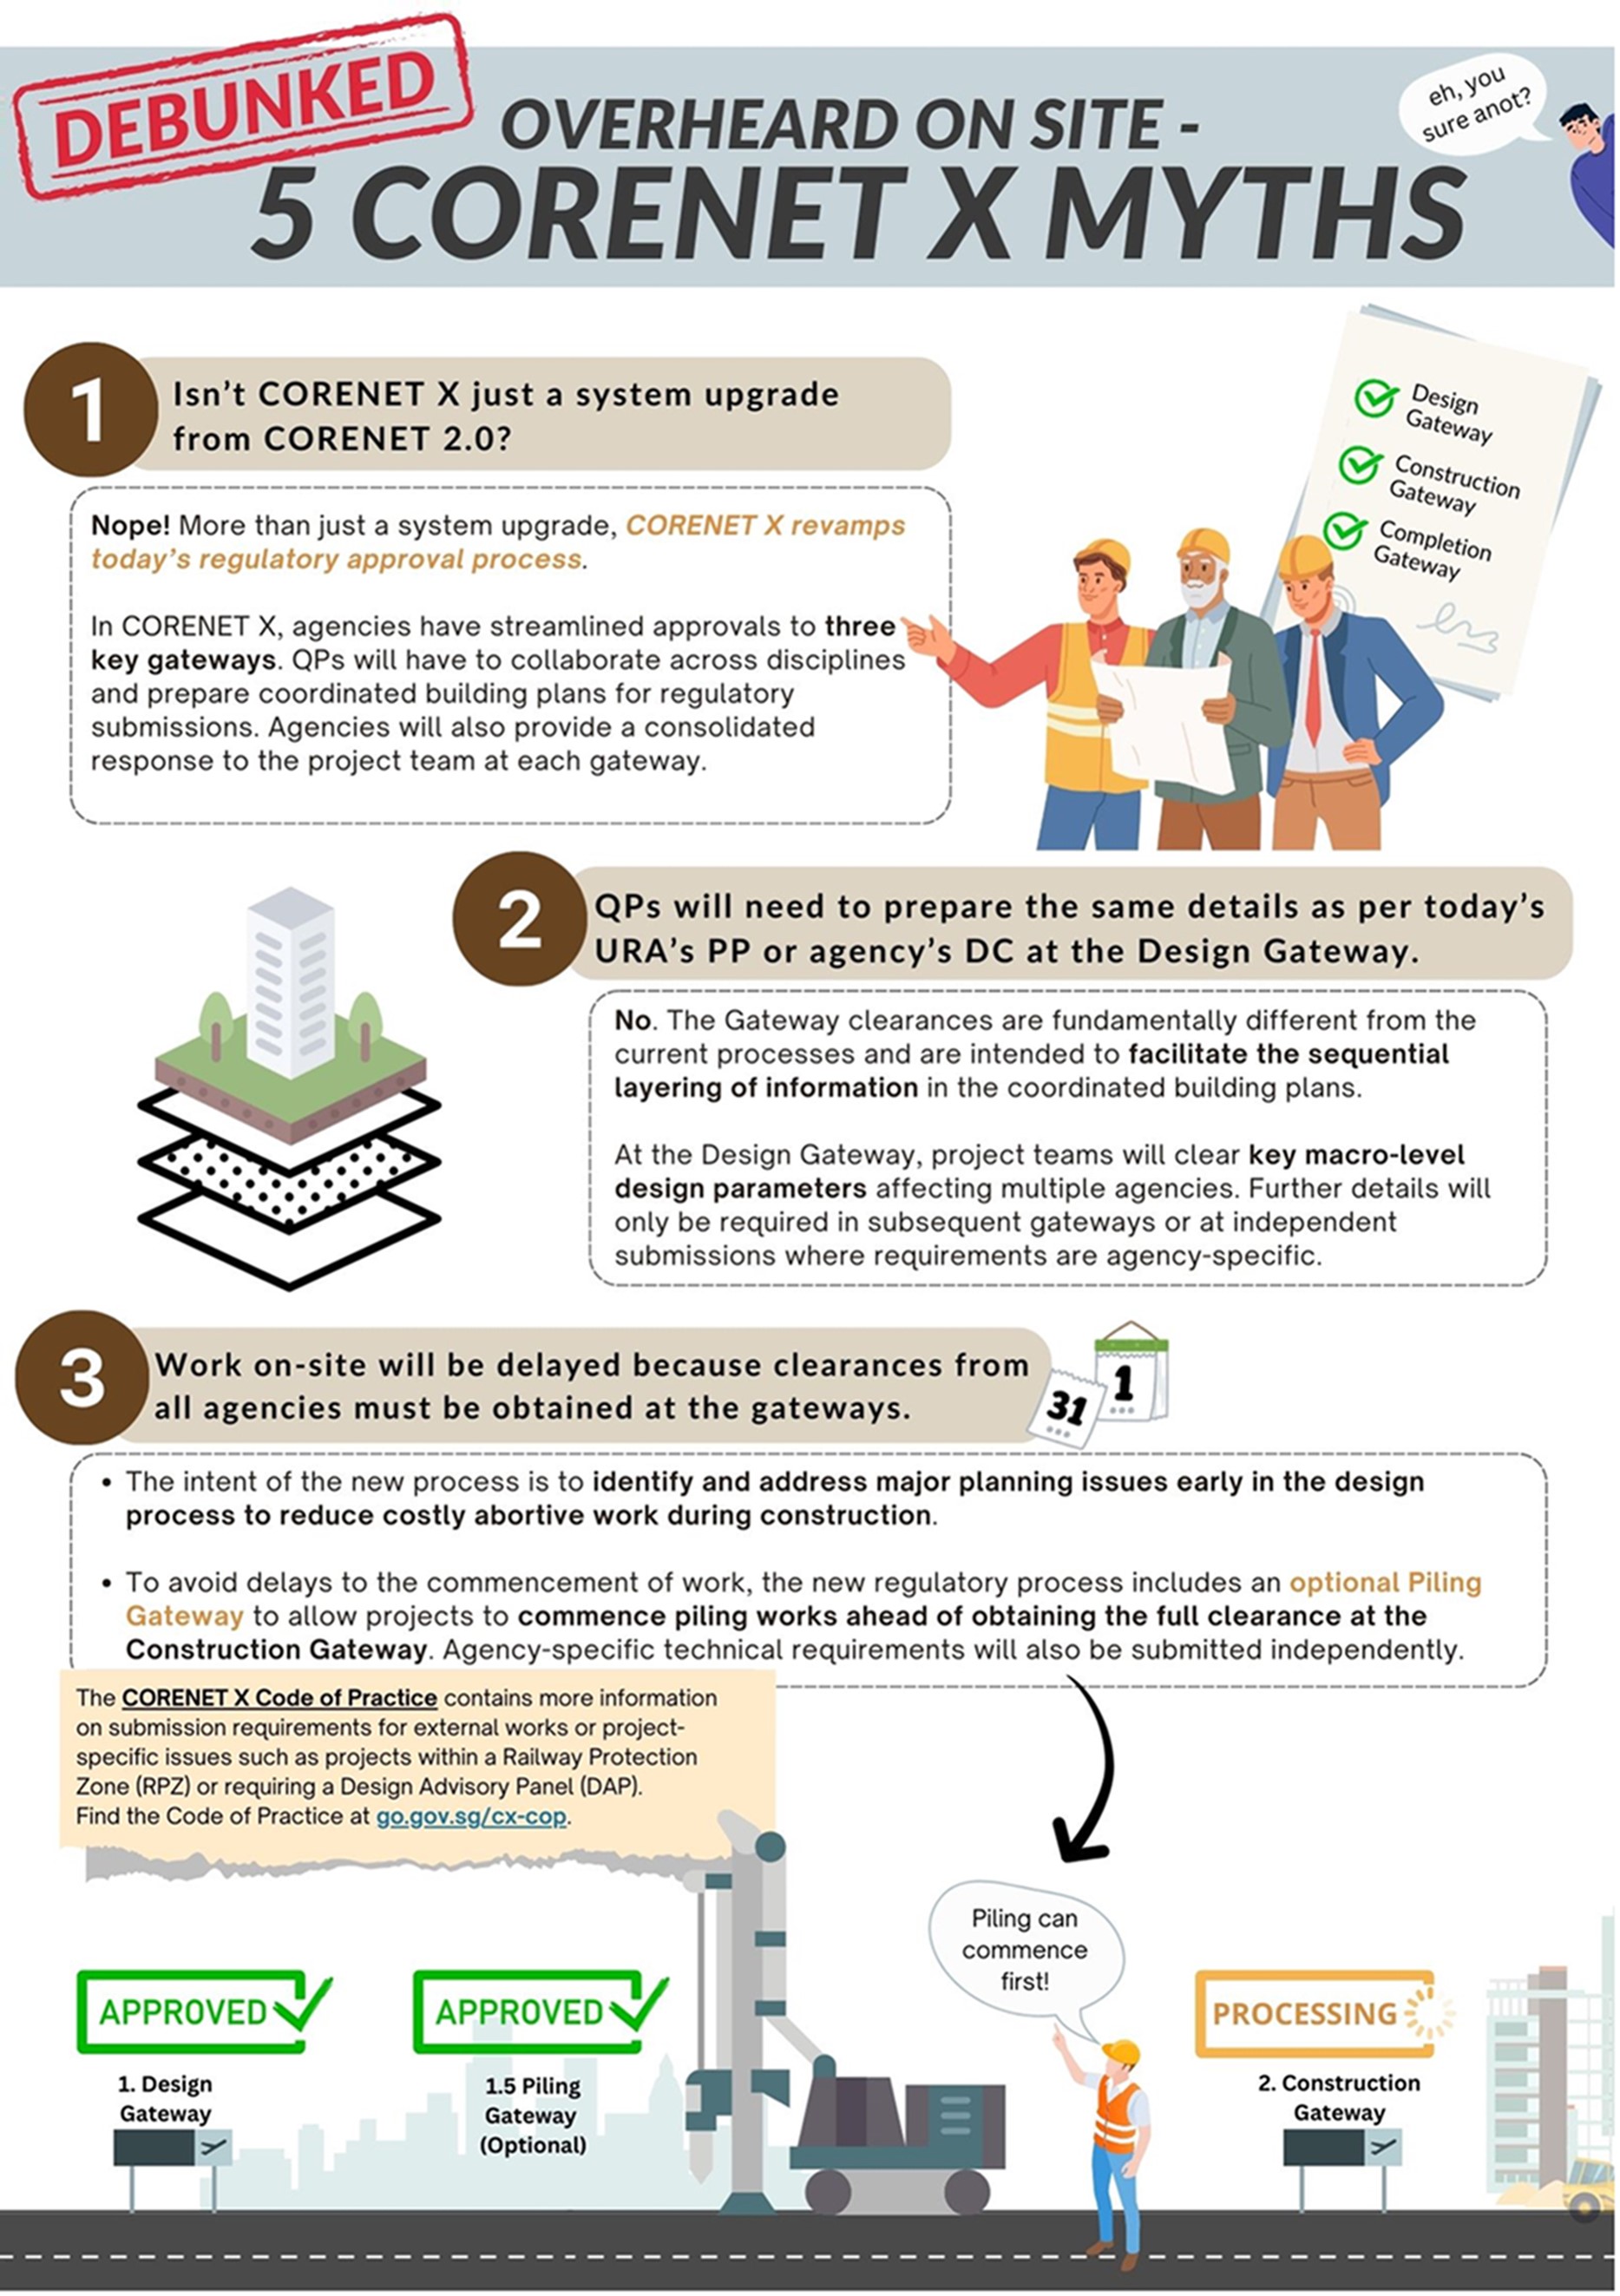 DEBUNKED
eh, you
sure anot?
OVERHEARD ON SITE -
5 CORENET X MYTHS
1
Isn't CORENET X just a system upgrade
from CORENET 2.0?
Design
Gateway
Construction
Gateway
Completion
Gateway
Nope! More than just a system upgrade, CORENET X revamps
today's regulatory approval process.
In CORENET X, agencies have streamlined approvals to three
key gateways. QPs will have to collaborate across disciplines
and prepare coordinated building plans for regulatory
submissions. Agencies will also provide a consolidated
response to the project team at each gateway.
2
QPs will need to prepare the same details as per today's
URA's PP or agency's DC at the Design Gateway.
No. The Gateway clearances are fundamentally different from the
current processes and are intended to facilitate the sequential
layering of information in the coordinated building plans.
At the Design Gateway, project teams will clear key macro-level
design parameters affecting multiple agencies. Further details will
only be required in subsequent gateways or at independent
submissions where requirements are agency-specific.
3
Work on-site will be delayed because clearances from
all agencies must be obtained at the gateways.
31
1
• The intent of the new process is to identify and address major planning issues early in the design
process to reduce costly abortive work during construction.
• To avoid delays to the commencement of work, the new regulatory process includes an optional Piling
Gateway to allow projects to commence piling works ahead of obtaining the full clearance at the
Construction Gateway. Agency-specific technical requirements will also be submitted independently.
The CORENET X Code of Practice contains more information
on submission requirements for external works or project-
specific issues such as projects within a Railway Protection
Zone (RPZ) or requiring a Design Advisory Panel (DAP).
Find the Code of Practice at go.gov.sg/cx-cop.
Piling can
commence
first!
APPROVED
1. Design
Gateway
APPROVED
1.5 Piling
Gateway
(Optional)
PROCESSING
2. Construction
Gateway